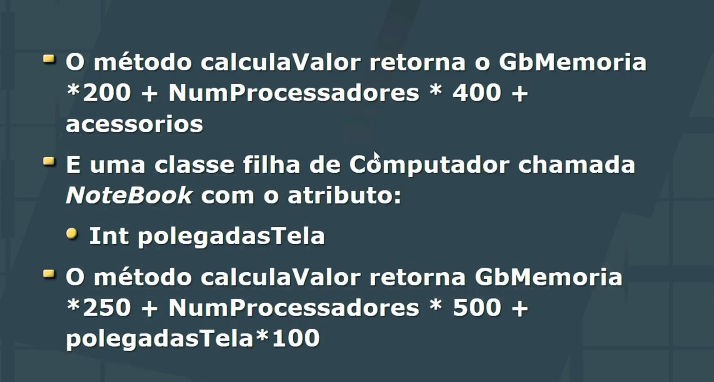 O método calculaValor retorna o GbMemoria
*200 + NumProcessadores * 400 +
acessorios
E uma classe filha de Computador chamada
NoteBook com o atributo:
Int polegadasTela
O método calculaValor retorna GbMemoria
*250 + NumProcessadores * 500 +
polegadasTela*100